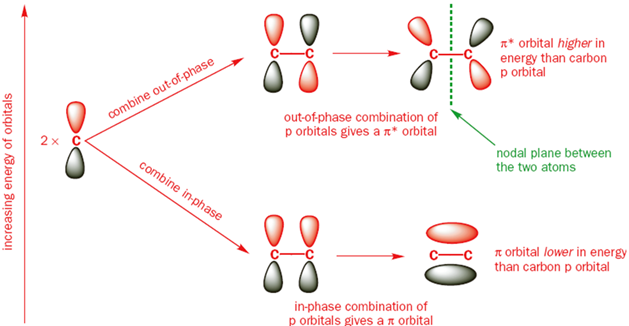 increasing energy of orbitals
2 × C
combine out-of-phase
combine in-phase
C C
out-of-phase combination of
p orbitals gives a π* orbital
C C
π* orbital higher in
energy than carbon
p orbital
nodal plane between
the two atoms
C C
in-phase combination of
p orbitals gives a π orbital
C C
π orbital lower in energy
than carbon p orbital